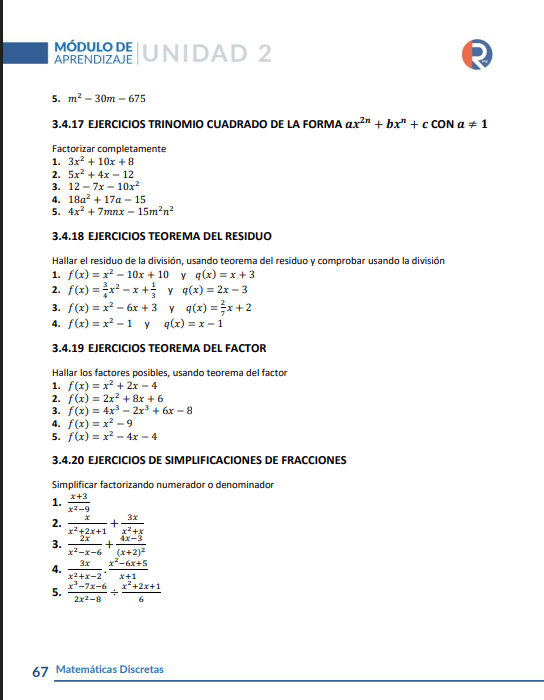 MÓDULO DE
APRENDIZAJE
UNIDAD 2
5. m² − 30m − 675
3.4.17 EJERCICIOS TRINOMIO CUADRADO DE LA FORMA ax²ⁿ + bxⁿ + c CON a ≠ 1
Factorizar completamente
1. 3x² + 10x + 8
2. 5x² + 4x − 12
3. 12 − 7x − 10x²
4. 18a² + 17a − 15
5. 4x² + 7mnx − 15m²n²
3.4.18 EJERCICIOS TEOREMA DEL RESIDUO
Hallar el residuo de la división, usando teorema del residuo y comprobar usando la división
1. f(x) = x² − 10x + 10 y q(x) = x + 3
2. f(x) = 3/4 x² − x + 1/3 y q(x) = 2x − 3
3. f(x) = x² − 6x + 3 y q(x) = 2/7 x + 2
4. f(x) = x² − 1 y q(x) = x − 1
3.4.19 EJERCICIOS TEOREMA DEL FACTOR
Hallar los factores posibles, usando teorema del factor
1. f(x) = x² + 2x − 4
2. f(x) = 2x² + 8x + 6
3. f(x) = 4x³ − 2x³ + 6x − 8
4. f(x) = x² − 9
5. f(x) = x² − 4x − 4
3.4.20 EJERCICIOS DE SIMPLIFICACIONES DE FRACCIONES
Simplificar factorizando numerador o denominador
1. (x+3)/(x²−9)
2. x/(x²+2x+1) + 3x/(x²+x)
3. 2x/(x²−x−6) + (4x−3)/(x+2)²
4. 3x/(x²+x−2) · (x²−6x+5)/(x+1)
5. (x³−7x−6)/(2x²−8) ÷ (x²+2x+1)/6
67 Matemáticas Discretas